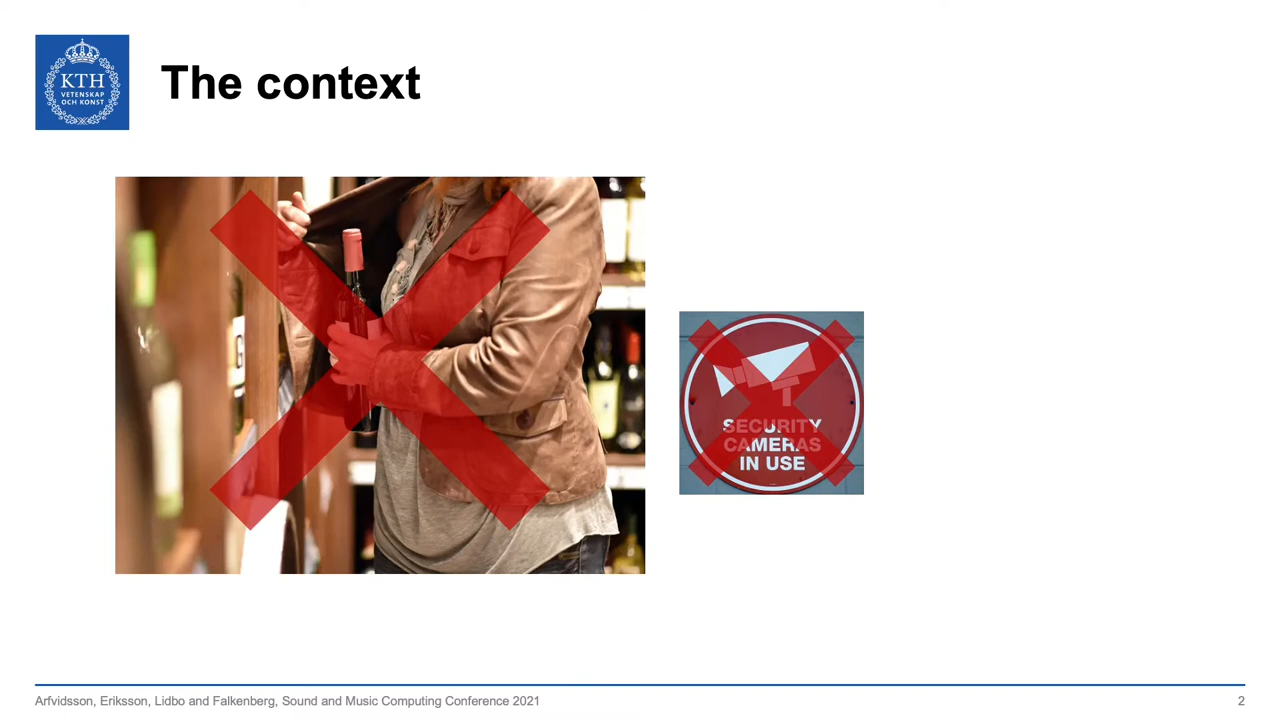 KTH
VETENSKAP
OCH KONST
The context
SECURITY
CAMERAS
IN USE
Arfvidsson, Eriksson, Lidbo and Falkenberg, Sound and Music Computing Conference 2021
2